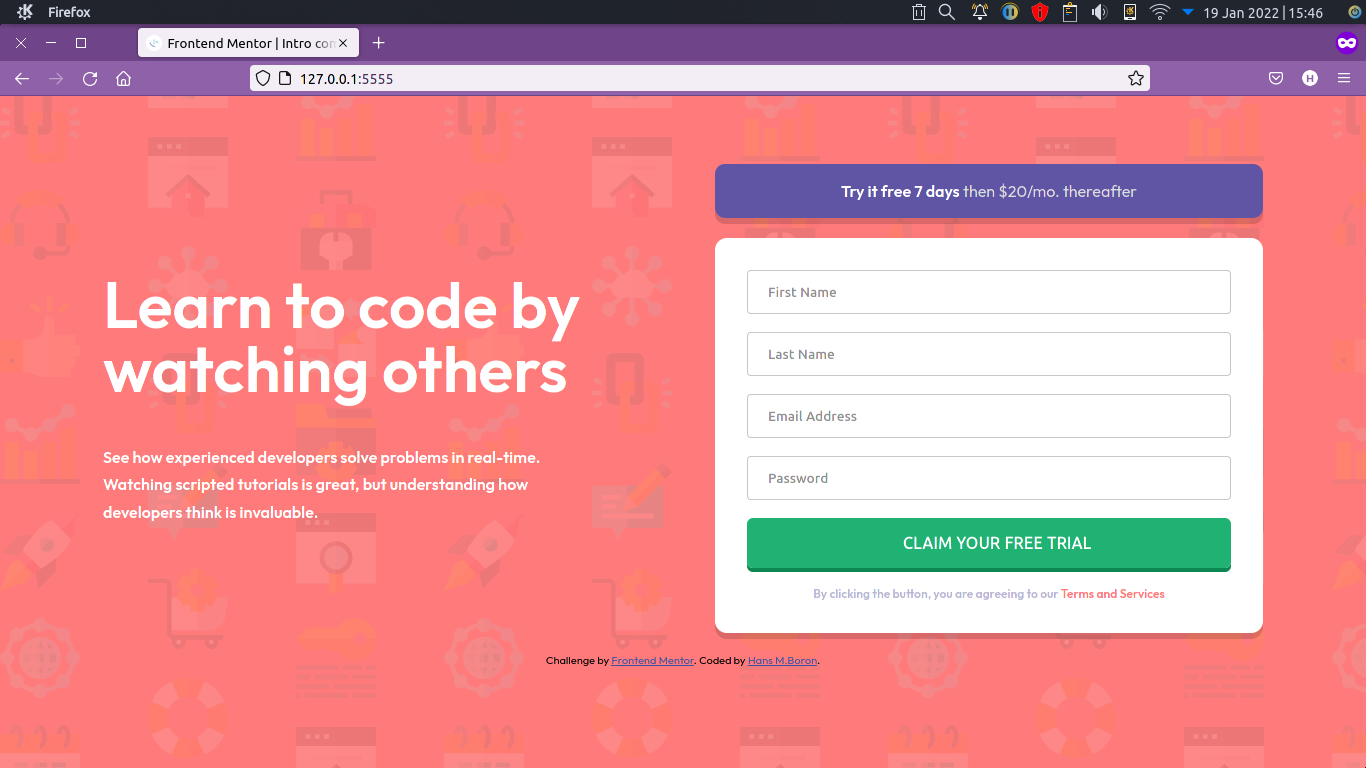 Firefox
19 Jan 2022 | 15:46
Frontend Mentor | Intro con
127.0.0.1:5555
H
Try it free 7 days then $20/mo. thereafter
Learn to code by
watching others
See how experienced developers solve problems in real-time.
Watching scripted tutorials is great, but understanding how
developers think is invaluable.
First Name
Last Name
Email Address
Password
CLAIM YOUR FREE TRIAL
By clicking the button, you are agreeing to our Terms and Services
Challenge by Frontend Mentor. Coded by Hans M.Boron.